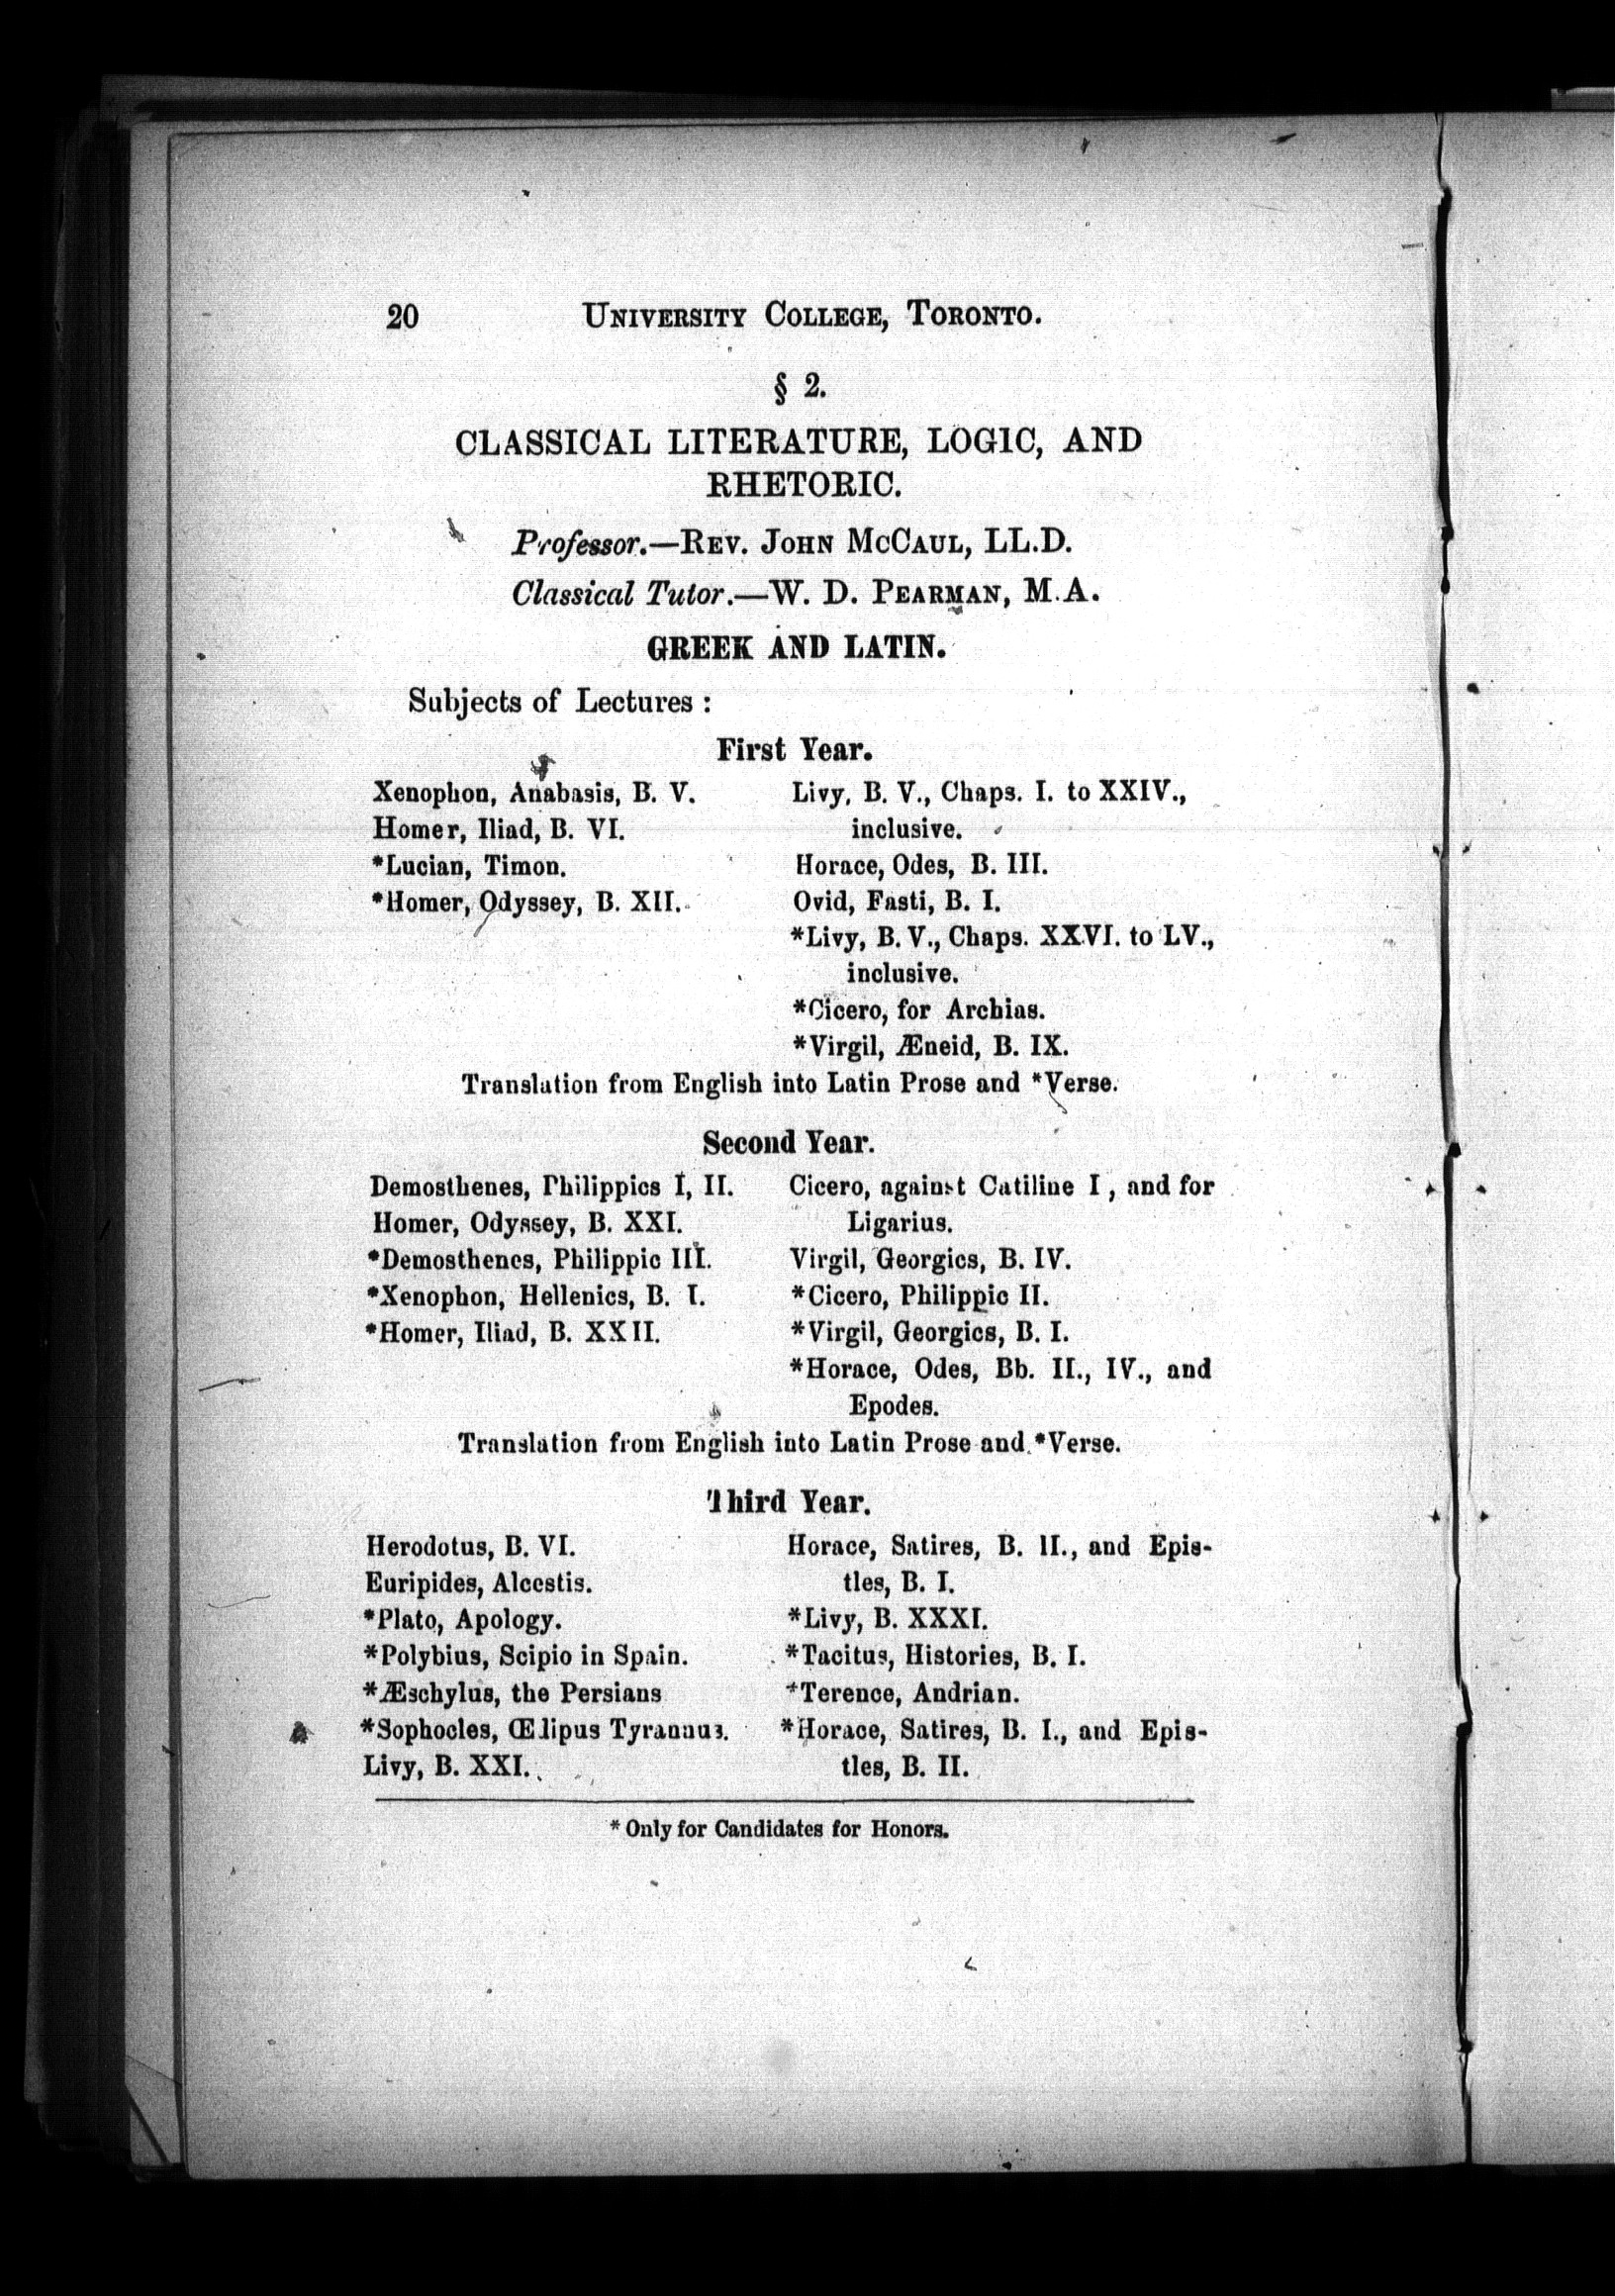 20 UNIVERSITY COLLEGE, TORONTO.
§ 2.
CLASSICAL LITERATURE, LOGIC, AND
RHETORIC.
Professor.—REV. JOHN MCCAUL, LL.D.
Classical Tutor.—W. D. PEARMAN, M.A.
GREEK AND LATIN.
Subjects of Lectures :
First Year.
Xenophon, Anabasis, B. V.
Homer, Iliad, B. VI.
*Lucian, Timon.
*Homer, Odyssey, B. XII.
Livy, B. V., Chaps. I. to XXIV.,
inclusive.
Horace, Odes, B. III.
Ovid, Fasti, B. I.
*Livy, B. V., Chaps. XXVI. to LV.,
inclusive.
*Cicero, for Archias.
*Virgil, Æneid, B. IX.
Translation from English into Latin Prose and *Verse.
Second Year.
Demosthenes, Philippics I, II.
Homer, Odyssey, B. XXI.
*Demosthenes, Philippic III.
*Xenophon, Hellenics, B. I.
*Homer, Iliad, B. XXII.
Cicero, against Catiline I, and for
Ligarius.
Virgil, Georgics, B. IV.
*Cicero, Philippic II.
*Virgil, Georgics, B. I.
*Horace, Odes, Bb. II., IV., and
Epodes.
Translation from English into Latin Prose and *Verse.
Third Year.
Herodotus, B. VI.
Euripides, Alcestis.
*Plato, Apology.
*Polybius, Scipio in Spain.
*Æschylus, the Persians
*Sophocles, Œdipus Tyrannus.
Livy, B. XXI.
Horace, Satires, B. II., and Epis-
tles, B. I.
*Livy, B. XXXI.
*Tacitus, Histories, B. I.
*Terence, Andrian.
*Horace, Satires, B. I., and Epis-
tles, B. II.
* Only for Candidates for Honors.